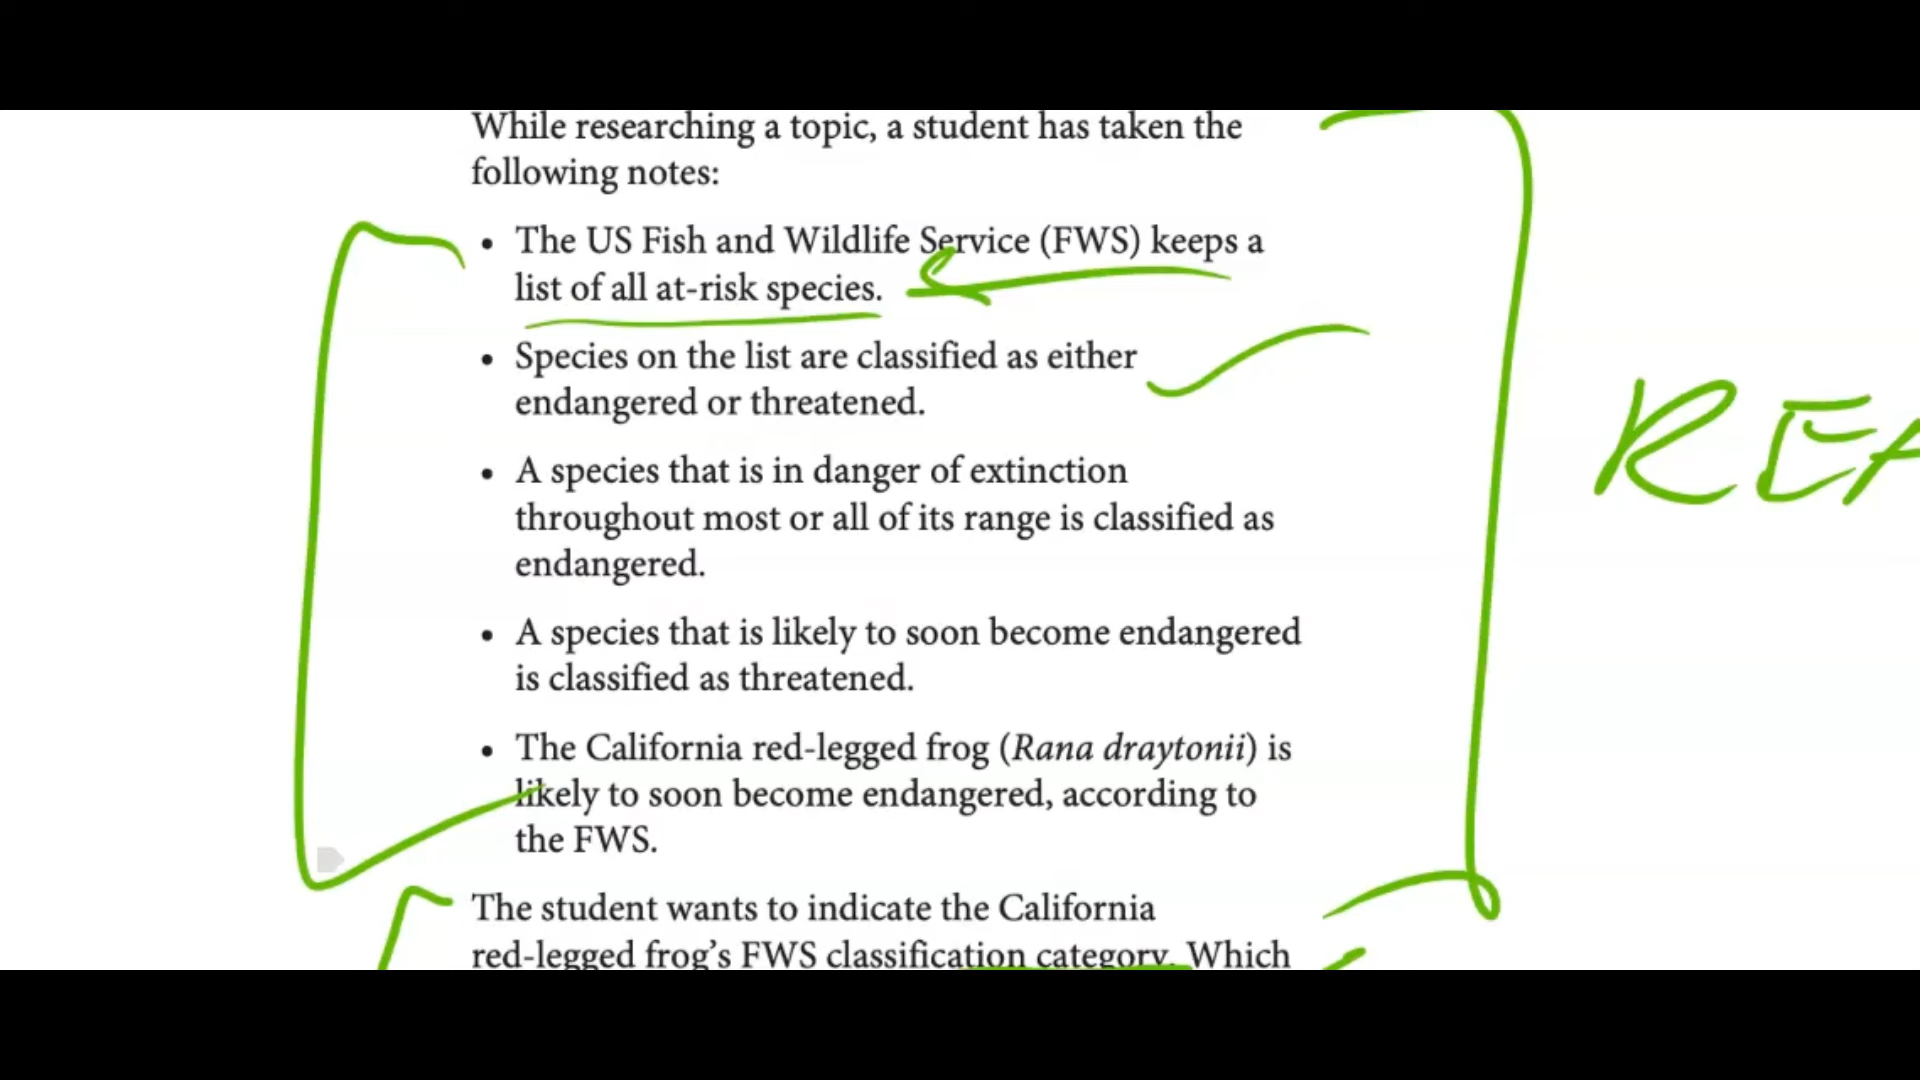 While researching a topic, a student has taken the
following notes:
• The US Fish and Wildlife Service (FWS) keeps a
list of all at-risk species.
• Species on the list are classified as either
endangered or threatened.
• A species that is in danger of extinction
throughout most or all of its range is classified as
endangered.
• A species that is likely to soon become endangered
is classified as threatened.
• The California red-legged frog (Rana draytonii) is
likely to soon become endangered, according to
the FWS.
The student wants to indicate the California
red-legged frog’s FWS classification category. Which
REA